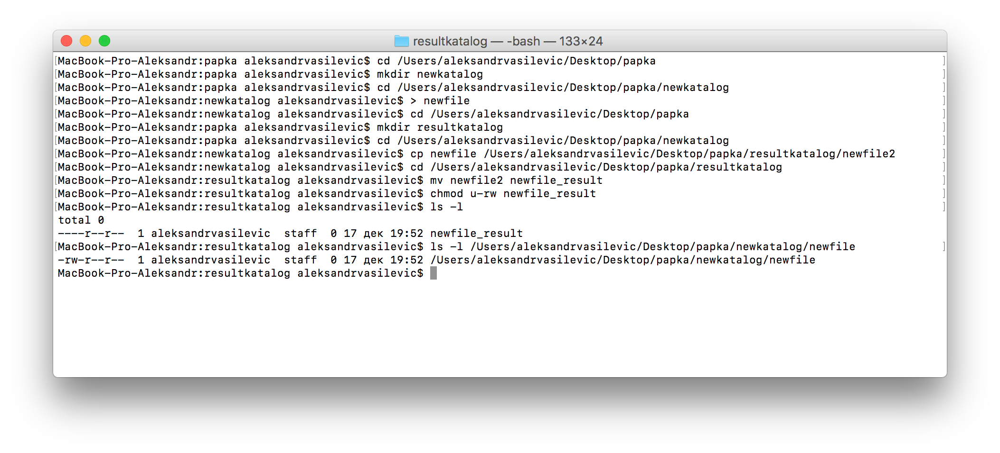 resultkatalog — -bash — 133×24
MacBook-Pro-Aleksandr:papka aleksandrvasilevic$ cd /Users/aleksandrvasilevic/Desktop/papka
MacBook-Pro-Aleksandr:papka aleksandrvasilevic$ mkdir newkatalog
MacBook-Pro-Aleksandr:papka aleksandrvasilevic$ cd /Users/aleksandrvasilevic/Desktop/papka/newkatalog
MacBook-Pro-Aleksandr:newkatalog aleksandrvasilevic$ > newfile
MacBook-Pro-Aleksandr:newkatalog aleksandrvasilevic$ cd /Users/aleksandrvasilevic/Desktop/papka
MacBook-Pro-Aleksandr:papka aleksandrvasilevic$ mkdir resultkatalog
MacBook-Pro-Aleksandr:papka aleksandrvasilevic$ cd /Users/aleksandrvasilevic/Desktop/papka/newkatalog
MacBook-Pro-Aleksandr:newkatalog aleksandrvasilevic$ cp newfile /Users/aleksandrvasilevic/Desktop/papka/resultkatalog/newfile2
MacBook-Pro-Aleksandr:newkatalog aleksandrvasilevic$ cd /Users/aleksandrvasilevic/Desktop/papka/resultkatalog
MacBook-Pro-Aleksandr:resultkatalog aleksandrvasilevic$ mv newfile2 newfile_result
MacBook-Pro-Aleksandr:resultkatalog aleksandrvasilevic$ chmod u-rw newfile_result
MacBook-Pro-Aleksandr:resultkatalog aleksandrvasilevic$ ls -l
total 0
----r--r--  1 aleksandrvasilevic  staff  0 17 дек 19:52 newfile_result
MacBook-Pro-Aleksandr:resultkatalog aleksandrvasilevic$ ls -l /Users/aleksandrvasilevic/Desktop/papka/newkatalog/newfile
-rw-r--r--  1 aleksandrvasilevic  staff  0 17 дек 19:52 /Users/aleksandrvasilevic/Desktop/papka/newkatalog/newfile
MacBook-Pro-Aleksandr:resultkatalog aleksandrvasilevic$